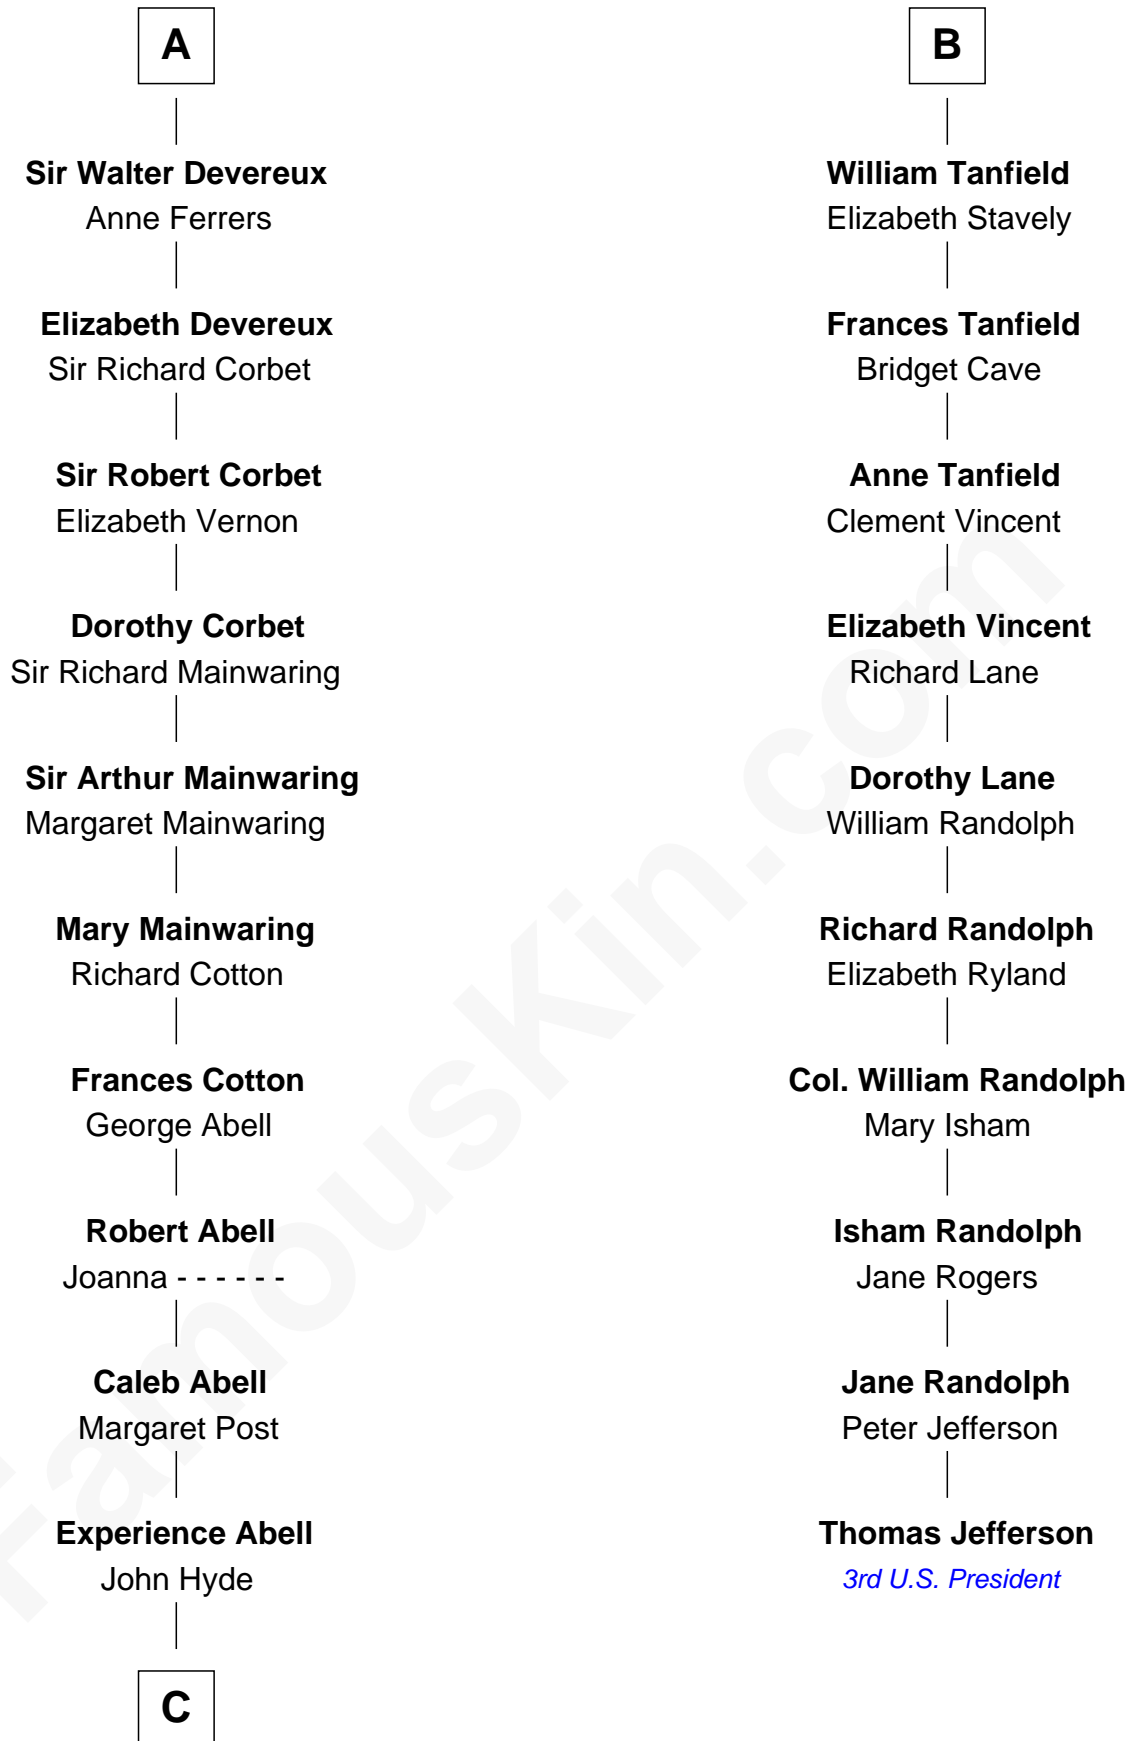 A
Sir Walter Devereux
Anne Ferrers
Elizabeth Devereux
Sir Richard Corbet
Sir Robert Corbet
Elizabeth Vernon
Dorothy Corbet
Sir Richard Mainwaring
Sir Arthur Mainwaring
Margaret Mainwaring
Mary Mainwaring
Richard Cotton
Frances Cotton
George Abell
Robert Abell
Joanna - - - - - -
Caleb Abell
Margaret Post
Experience Abell
John Hyde
C
B
William Tanfield
Elizabeth Stavely
Frances Tanfield
Bridget Cave
Anne Tanfield
Clement Vincent
Elizabeth Vincent
Richard Lane
Dorothy Lane
William Randolph
Richard Randolph
Elizabeth Ryland
Col. William Randolph
Mary Isham
Isham Randolph
Jane Rogers
Jane Randolph
Peter Jefferson
Thomas Jefferson
3rd U.S. President
FamousKin.com